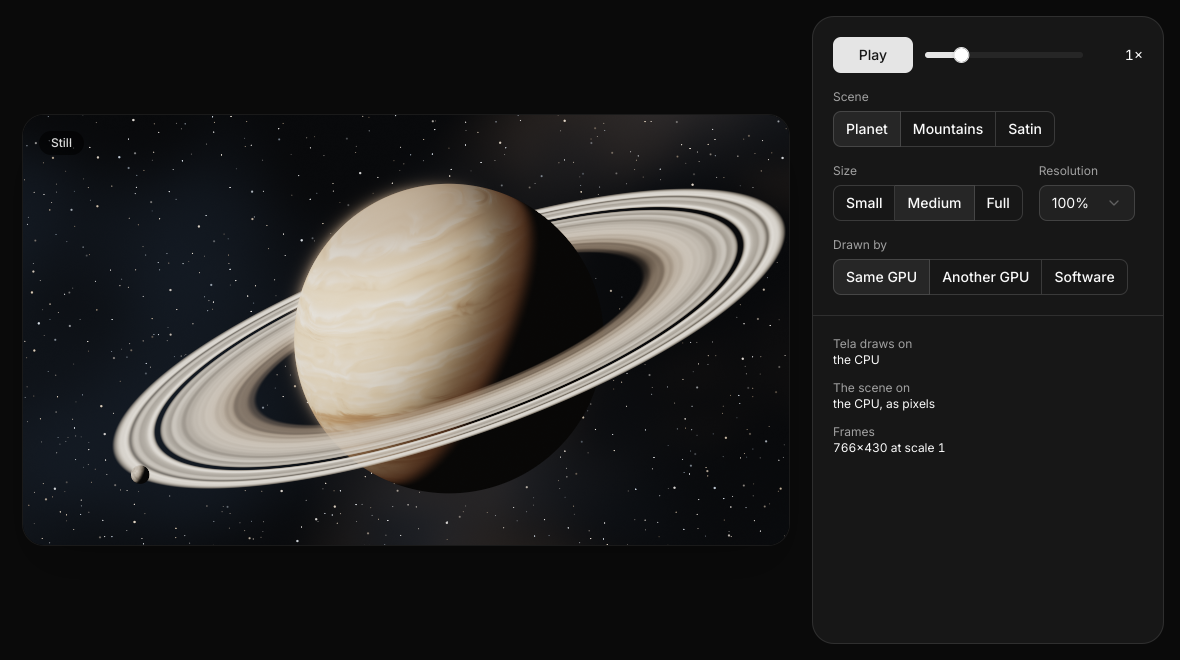 Still
Play 1×
Scene
Planet Mountains Satin
Size Resolution
Small Medium Full 100%
Drawn by
Same GPU Another GPU Software
Tela draws on
the CPU
The scene on
the CPU, as pixels
Frames
766×430 at scale 1